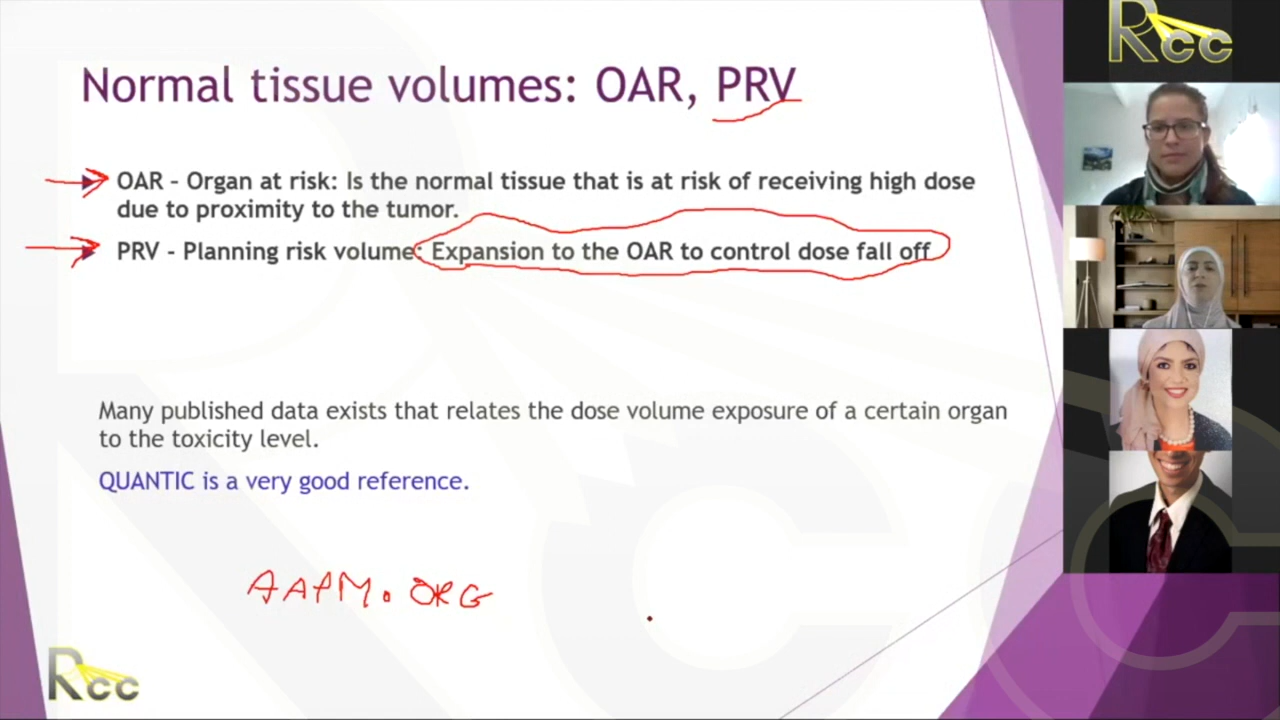 Normal tissue volumes: OAR, PRV
OAR – Organ at risk: Is the normal tissue that is at risk of receiving high dose
due to proximity to the tumor.
PRV - Planning risk volume: Expansion to the OAR to control dose fall off
Many published data exists that relates the dose volume exposure of a certain organ
to the toxicity level.
QUANTIC is a very good reference.
AAPM.ORG
Rcc
Rcc